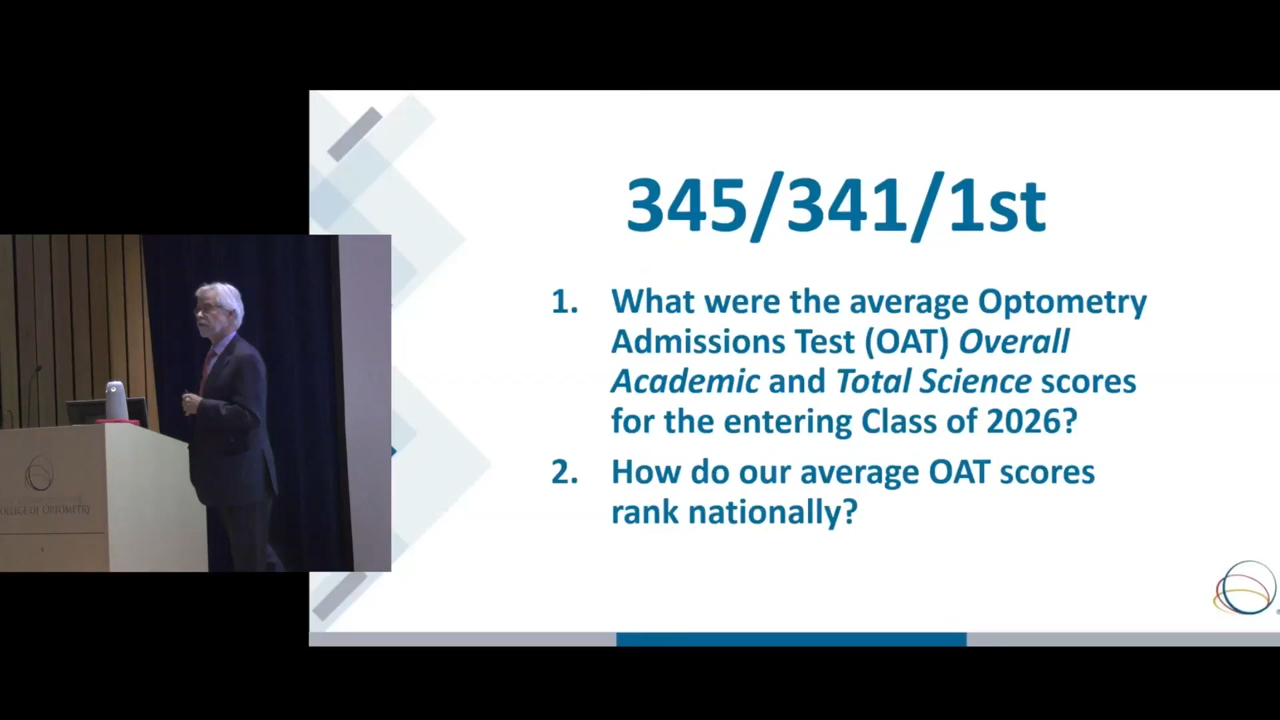 345/341/1st
1. What were the average Optometry
Admissions Test (OAT) Overall
Academic and Total Science scores
for the entering Class of 2026?
2. How do our average OAT scores
rank nationally?
College of Optometry